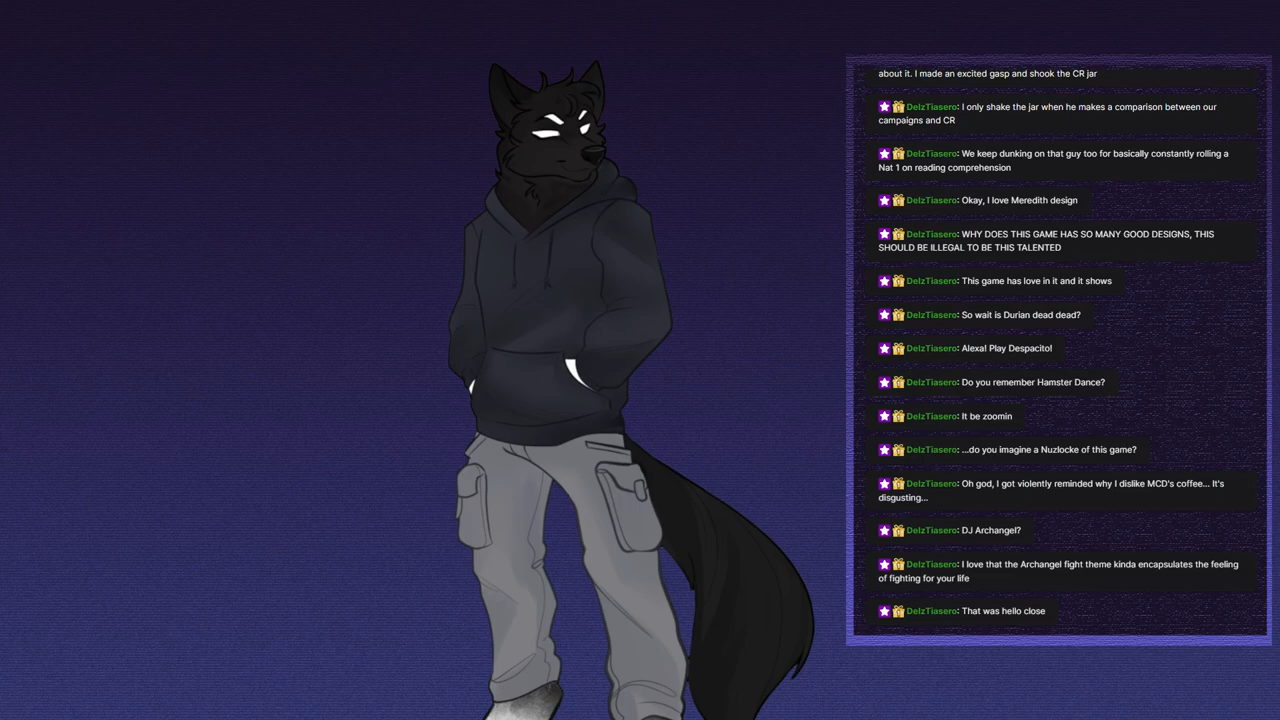 about it. I made an excited gasp and shook the CR jar
DelzTiasero: I only shake the jar when he makes a comparison between our
campaigns and CR
DelzTiasero: We keep dunking on that guy too for basically constantly rolling a
Nat 1 on reading comprehension
DelzTiasero: Okay, I love Meredith design
DelzTiasero: WHY DOES THIS GAME HAS SO MANY GOOD DESIGNS, THIS
SHOULD BE ILLEGAL TO BE THIS TALENTED
DelzTiasero: This game has love in it and it shows
DelzTiasero: So wait is Durian dead dead?
DelzTiasero: Alexa! Play Despacito!
DelzTiasero: Do you remember Hamster Dance?
DelzTiasero: It be zoomin
DelzTiasero: ...do you imagine a Nuzlocke of this game?
DelzTiasero: Oh god, I got violently reminded why I dislike MCD's coffee... It's
disgusting...
DelzTiasero: DJ Archangel?
DelzTiasero: I love that the Archangel fight theme kinda encapsulates the feeling
of fighting for your life
DelzTiasero: That was hello close